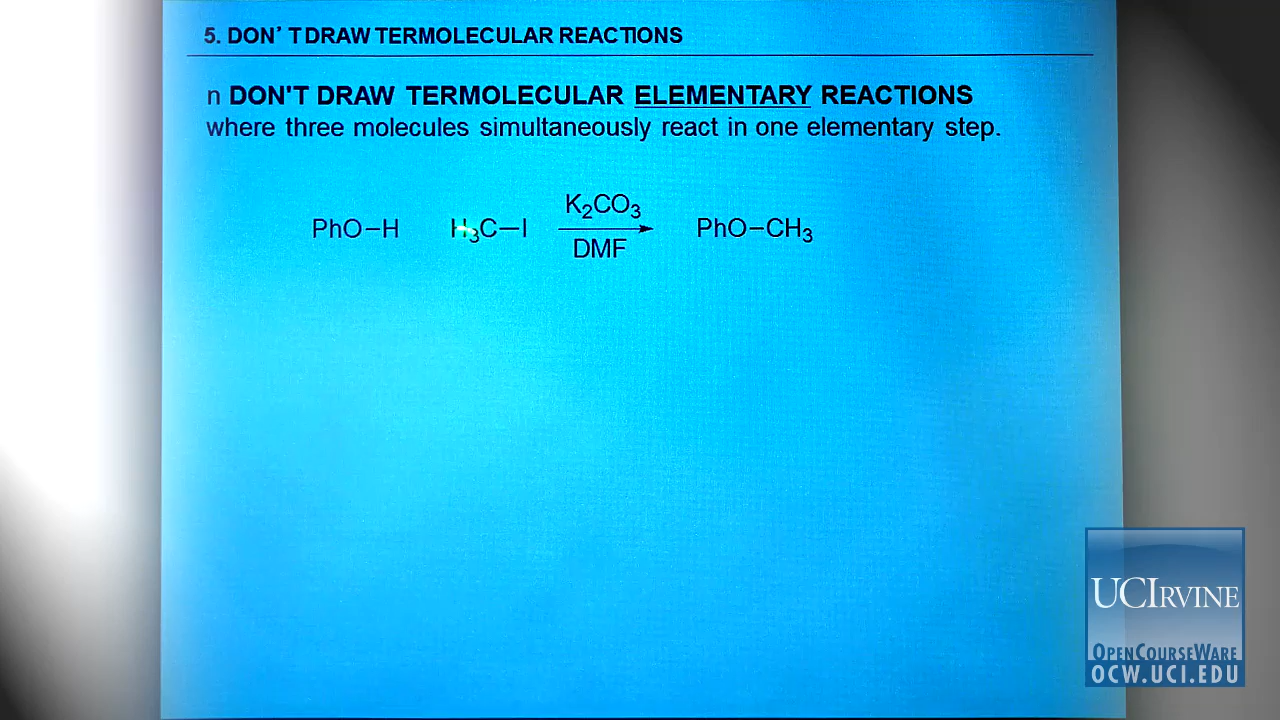 5. DON' T DRAW TERMOLECULAR REACTIONS
n DON'T DRAW TERMOLECULAR ELEMENTARY REACTIONS
where three molecules simultaneously react in one elementary step.
PhO–H H₃C–I K₂CO₃ PhO–CH₃
DMF
UCIRVINE
OPENCOURSEWARE
OCW.UCI.EDU